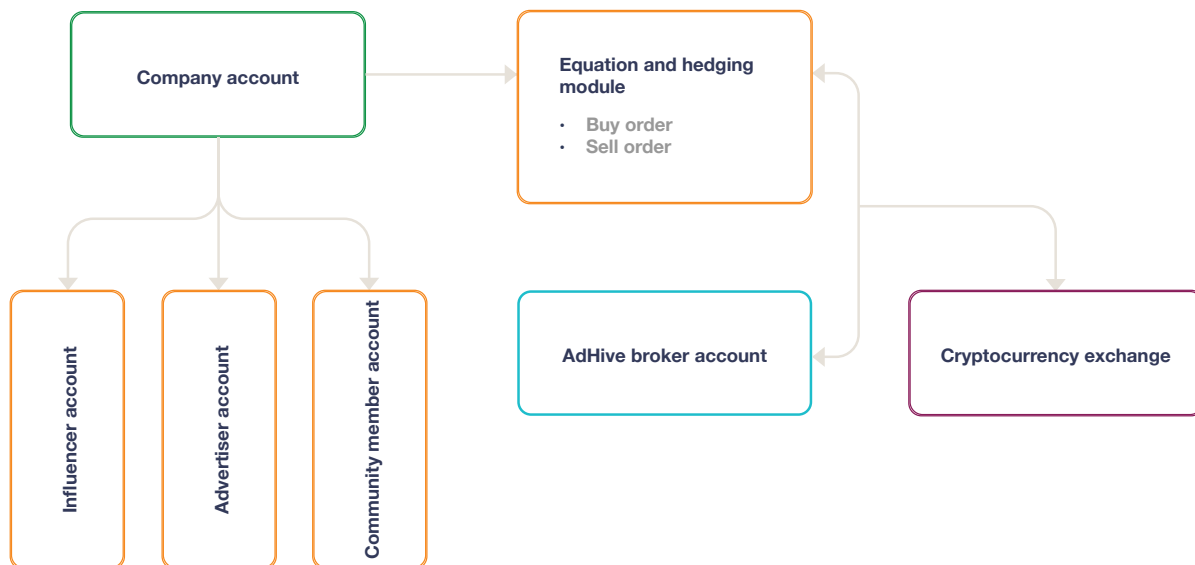 Company account
Equation and hedging
module
• Buy order
• Sell order
Influencer account
Advertiser account
Community member account
AdHive broker account
Cryptocurrency exchange